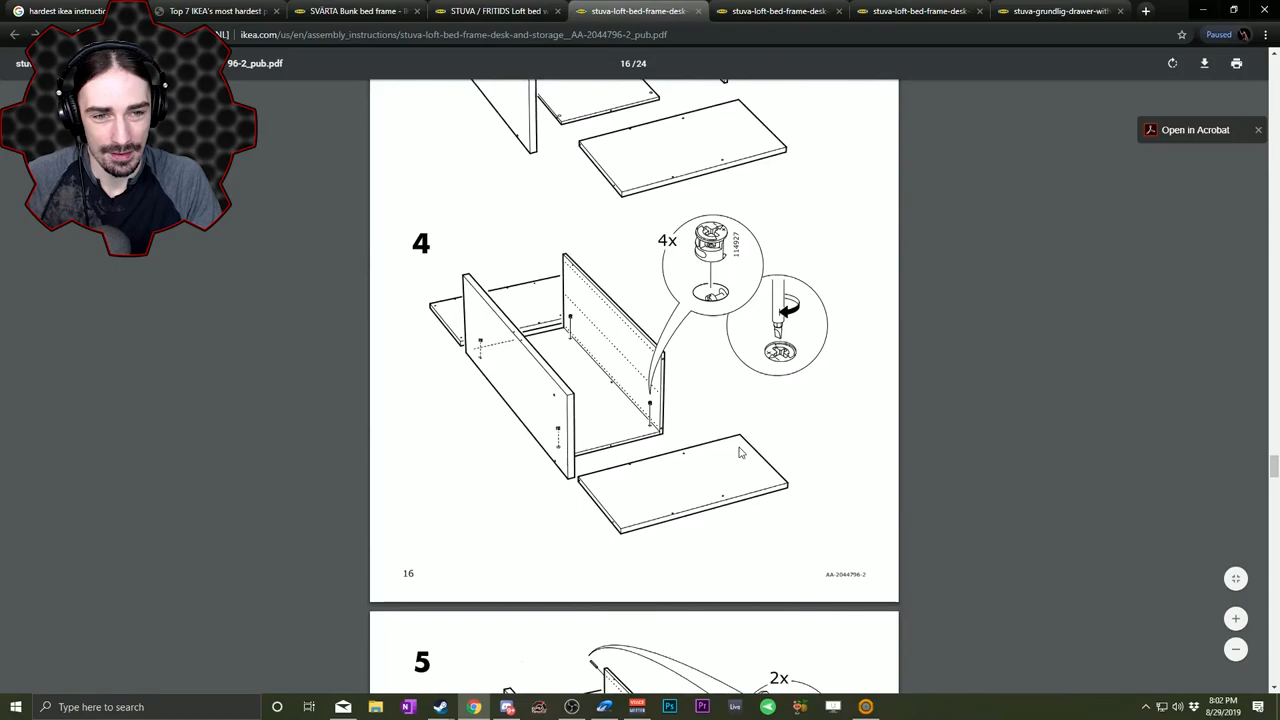 hardest ikea instruction
Top 7 IKEA's most hardest
SVÄRTA Bunk bed frame -
STUVA / FRITIDS Loft bed
stuva-loft-bed-frame-desk-
stuva-loft-bed-frame-desk-
stuva-loft-bed-frame-desk-
stuva-grundlig-drawer-with
NL] | ikea.com/us/en/assembly_instructions/stuva-loft-bed-frame-desk-and-storage__AA-2044796-2_pub.pdf
Paused
96-2_pub.pdf
16 / 24
Open in Acrobat
4
4x
114927
16
AA-2044796-2
5
2x
Type here to search
8:02 PM
8/29/2019